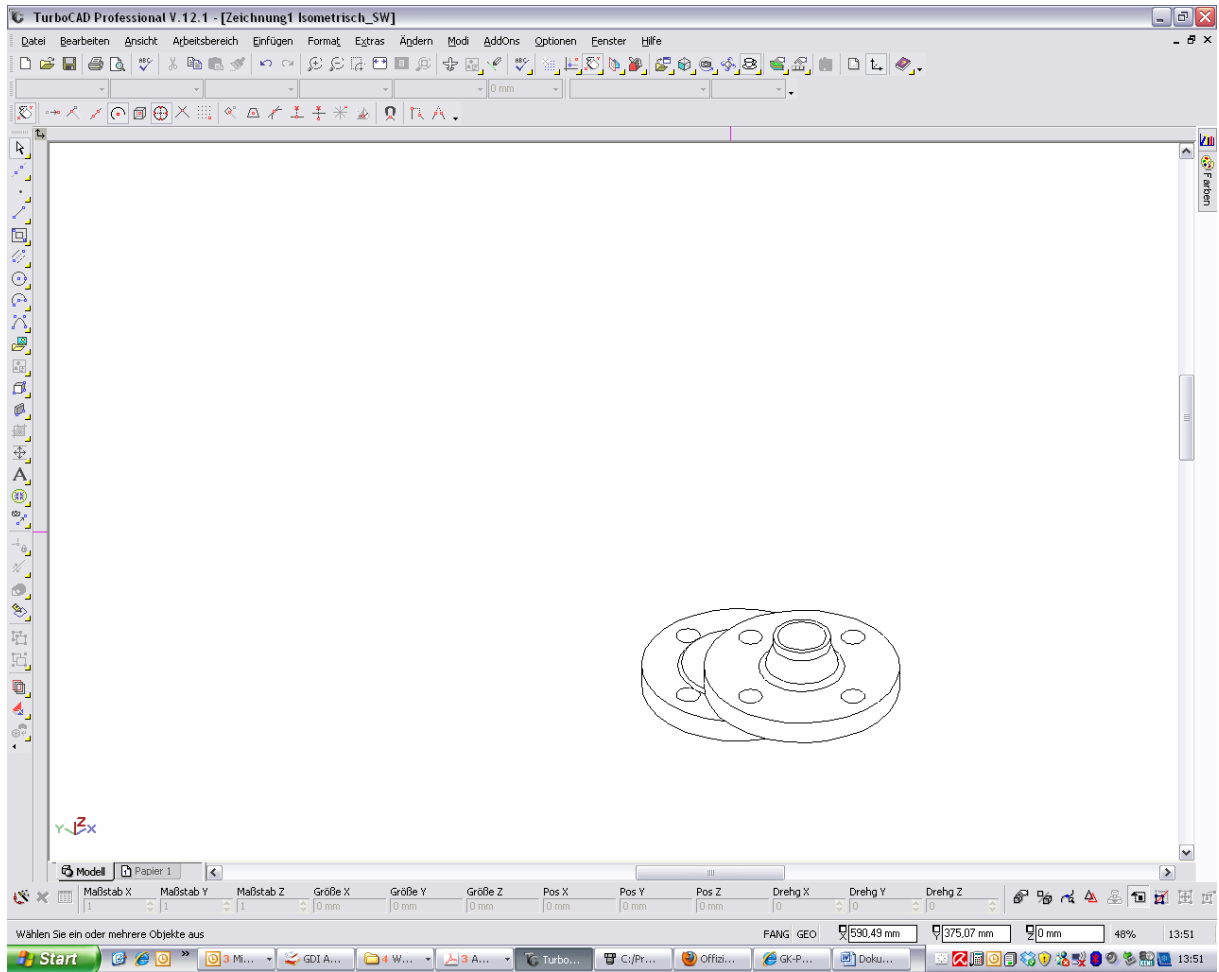 TurboCAD Professional V.12.1 - [Zeichnung1 Isometrisch_SW]
Datei Bearbeiten Ansicht Arbeitsbereich Einfügen Format Extras Ändern Modi AddOns Optionen Fenster Hilfe
0 mm
Farben
Y Z X
Modell Papier 1
Maßstab X Maßstab Y Maßstab Z Größe X Größe Y Größe Z Pos X Pos Y Pos Z Drehg X Drehg Y Drehg Z
1 1 1 0 mm 0 mm 0 mm 0 mm 0 mm 0 mm 0 0 0
Wählen Sie ein oder mehrere Objekte aus FANG GEO X 590,49 mm Y 375,07 mm Z 0 mm 48% 13:51
Start » 3 Mi... GDI A... 4 W... 3 A... Turbo... C:/Pr... Offizi... GK-P... Doku... 13:51